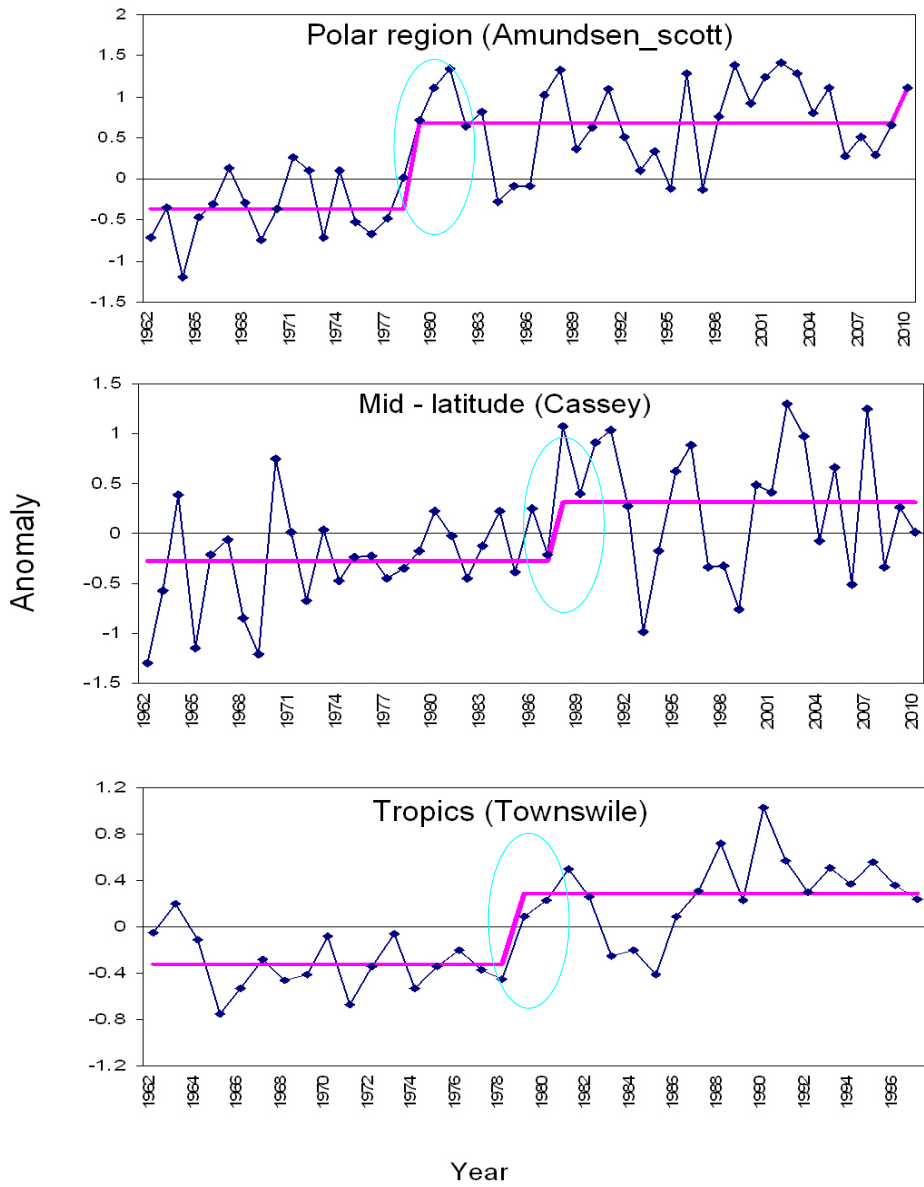 Polar region (Amundsen_scott)
2
1.5
1
0.5
0
-0.5
-1
-1.5
1962 1965 1968 1971 1974 1977 1980 1983 1986 1989 1992 1995 1998 2001 2004 2007 2010
Mid - latitude (Cassey)
1.5
1
0.5
0
-0.5
-1
-1.5
1962 1965 1968 1971 1974 1977 1980 1983 1986 1989 1992 1995 1998 2001 2004 2007 2010
Anomaly
Tropics (Townswile)
1.2
0.8
0.4
0
-0.4
-0.8
-1.2
1962 1964 1966 1968 1970 1972 1974 1976 1978 1980 1982 1984 1986 1988 1990 1992 1994 1996
Year